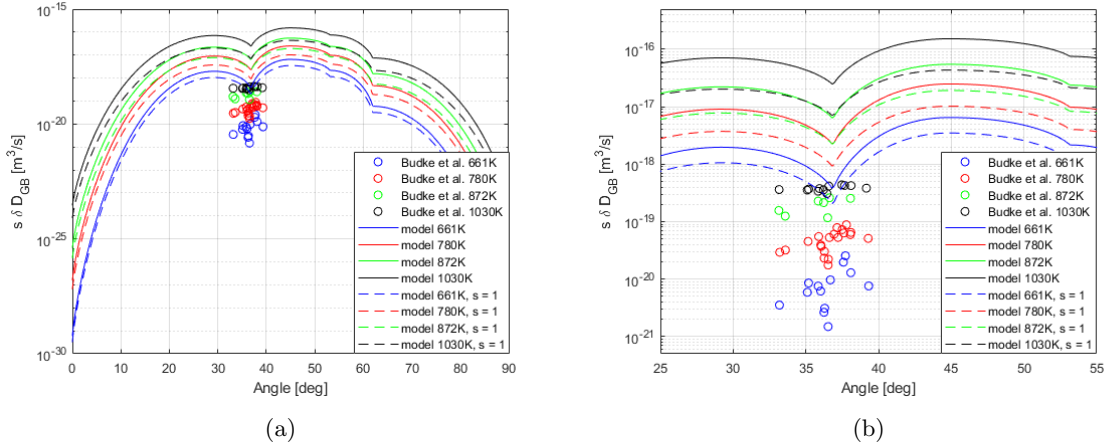 10^-15
10^-20
10^-25
10^-30
s δ D_GB [m^3/s]
0 10 20 30 40 50 60 70 80 90
Angle [deg]
Budke et al. 661K
Budke et al. 780K
Budke et al. 872K
Budke et al. 1030K
model 661K
model 780K
model 872K
model 1030K
model 661K, s = 1
model 780K, s = 1
model 872K, s = 1
model 1030K, s = 1
(a)
10^-16
10^-17
10^-18
10^-19
10^-20
10^-21
s δ D_GB [m^3/s]
25 30 35 40 45 50 55
Angle [deg]
Budke et al. 661K
Budke et al. 780K
Budke et al. 872K
Budke et al. 1030K
model 661K
model 780K
model 872K
model 1030K
model 661K, s = 1
model 780K, s = 1
model 872K, s = 1
model 1030K, s = 1
(b)